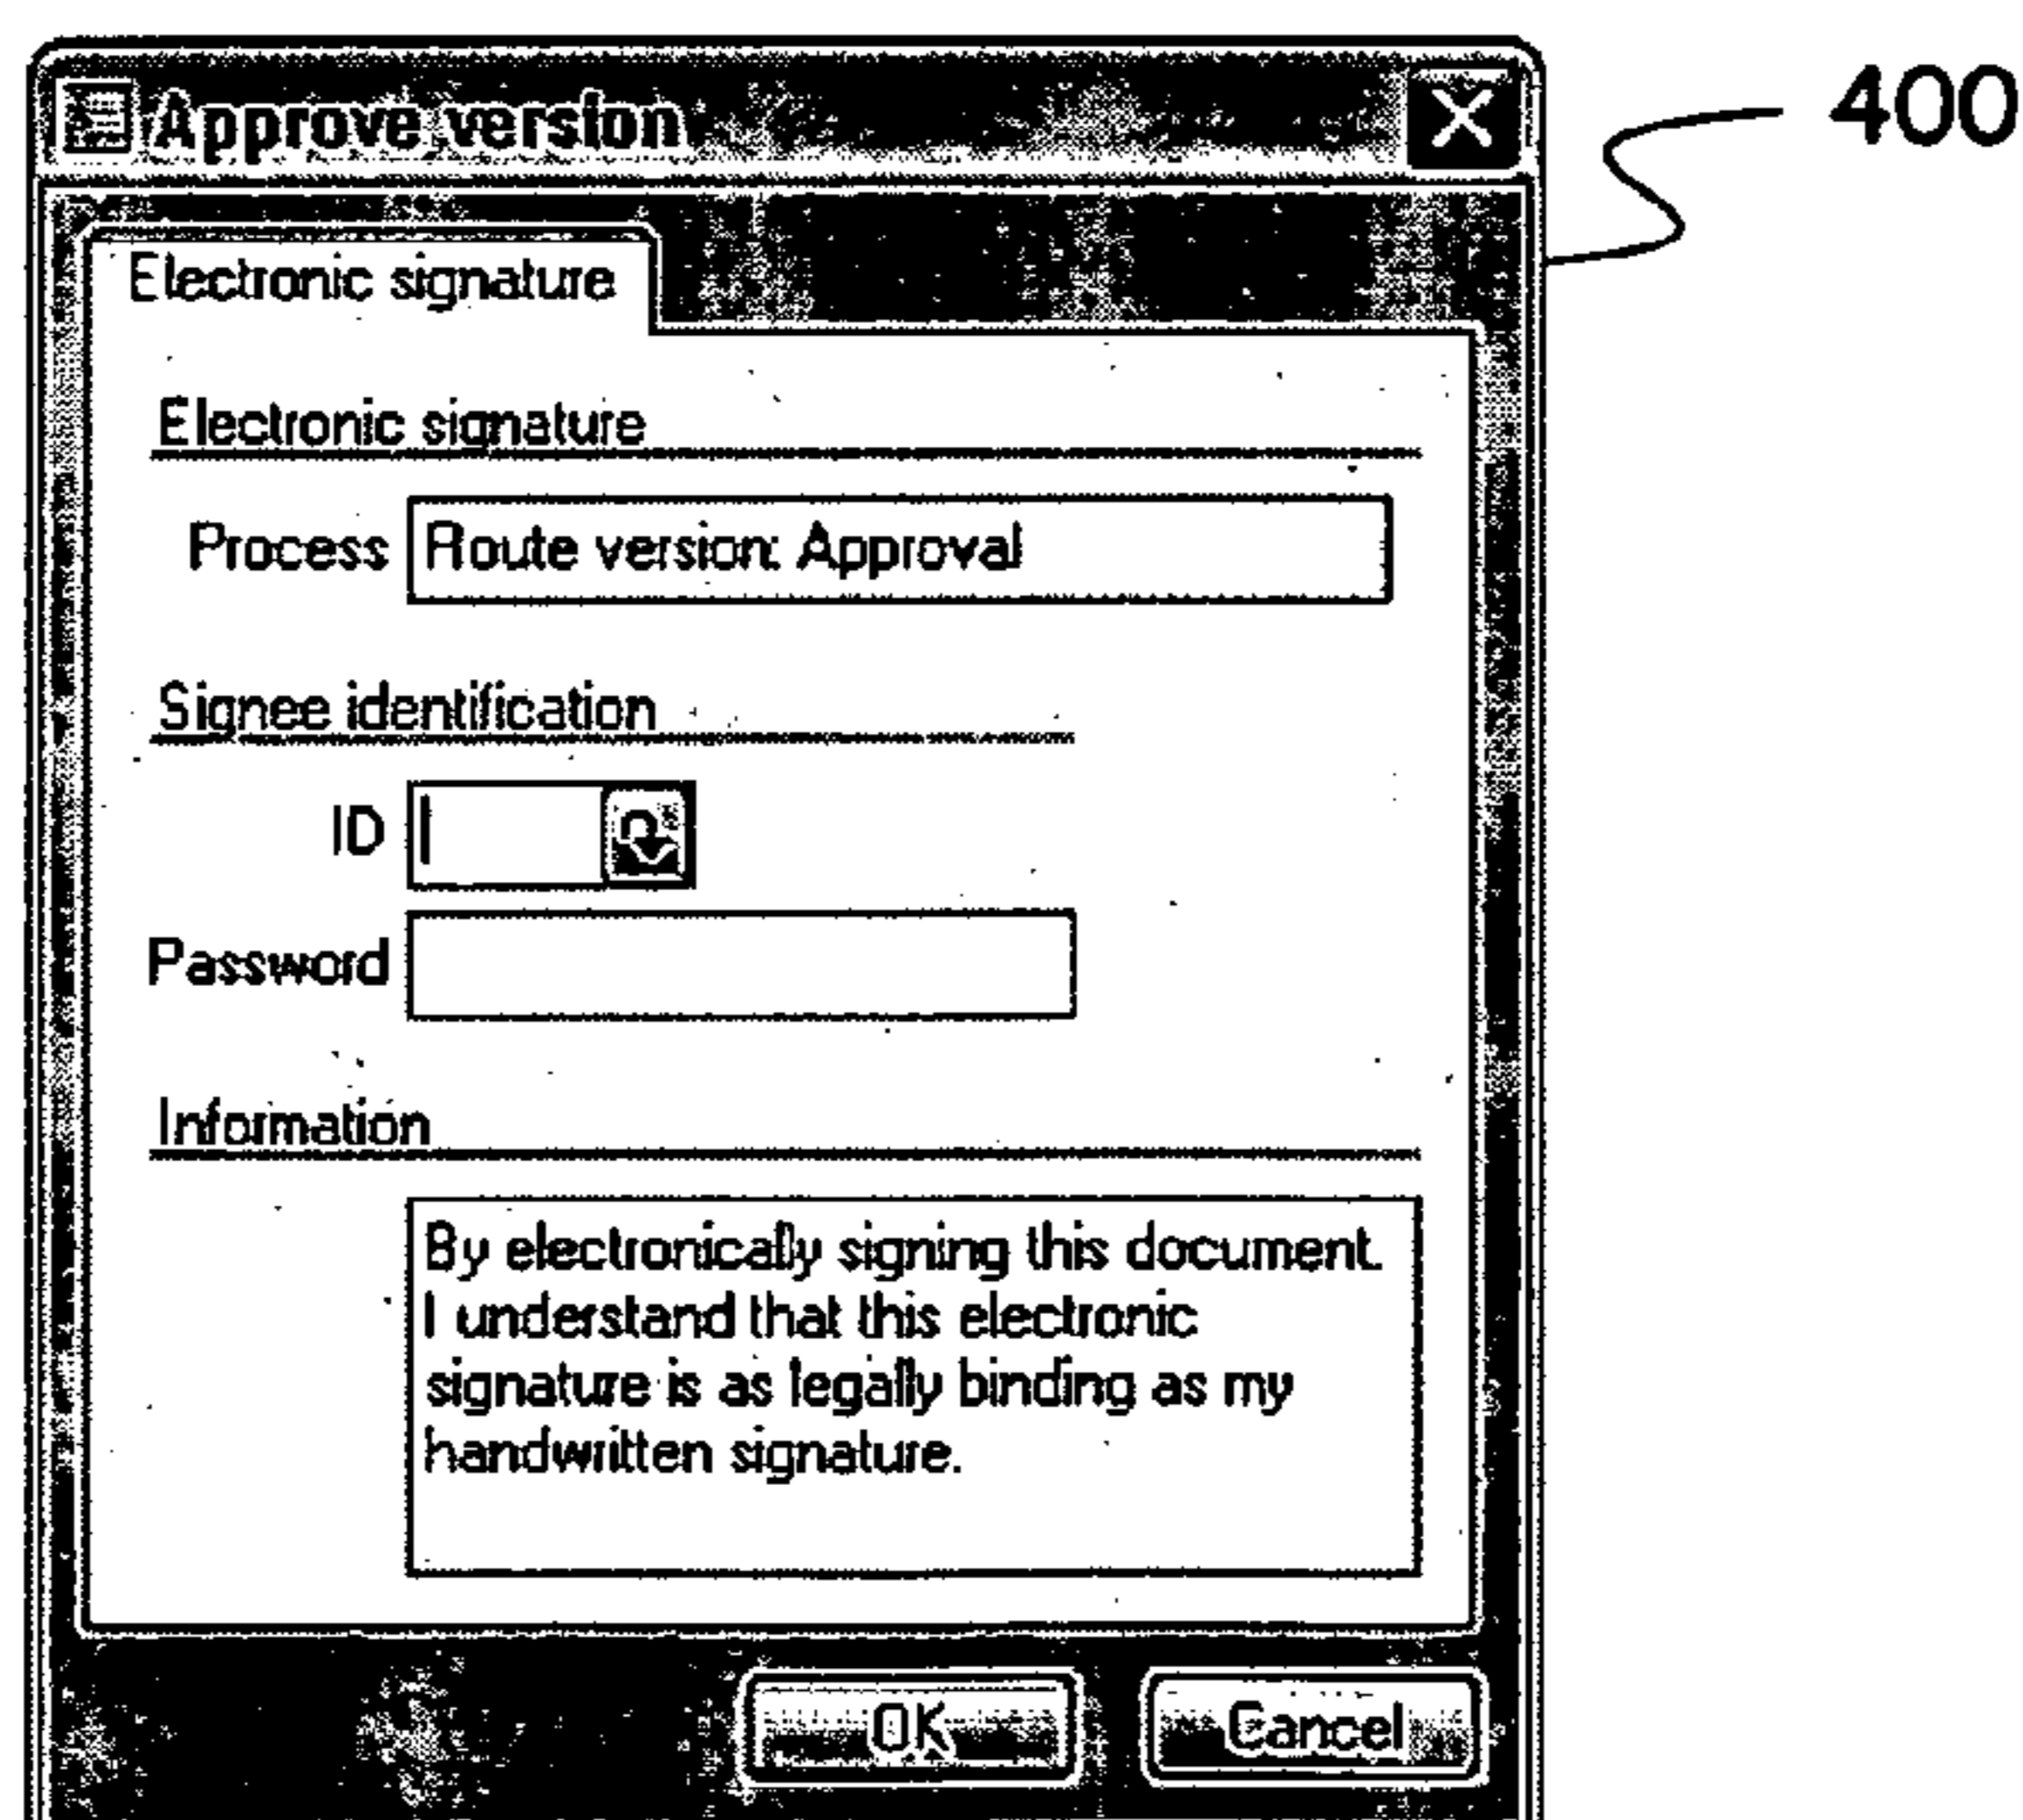 Approve version
400
Electronic signature
Electronic signature
Process Route version: Approval
Signee identification
ID
Password
Information
By electronically signing this document.
I understand that this electronic
signature is as legally binding as my
handwritten signature.
OK Cancel